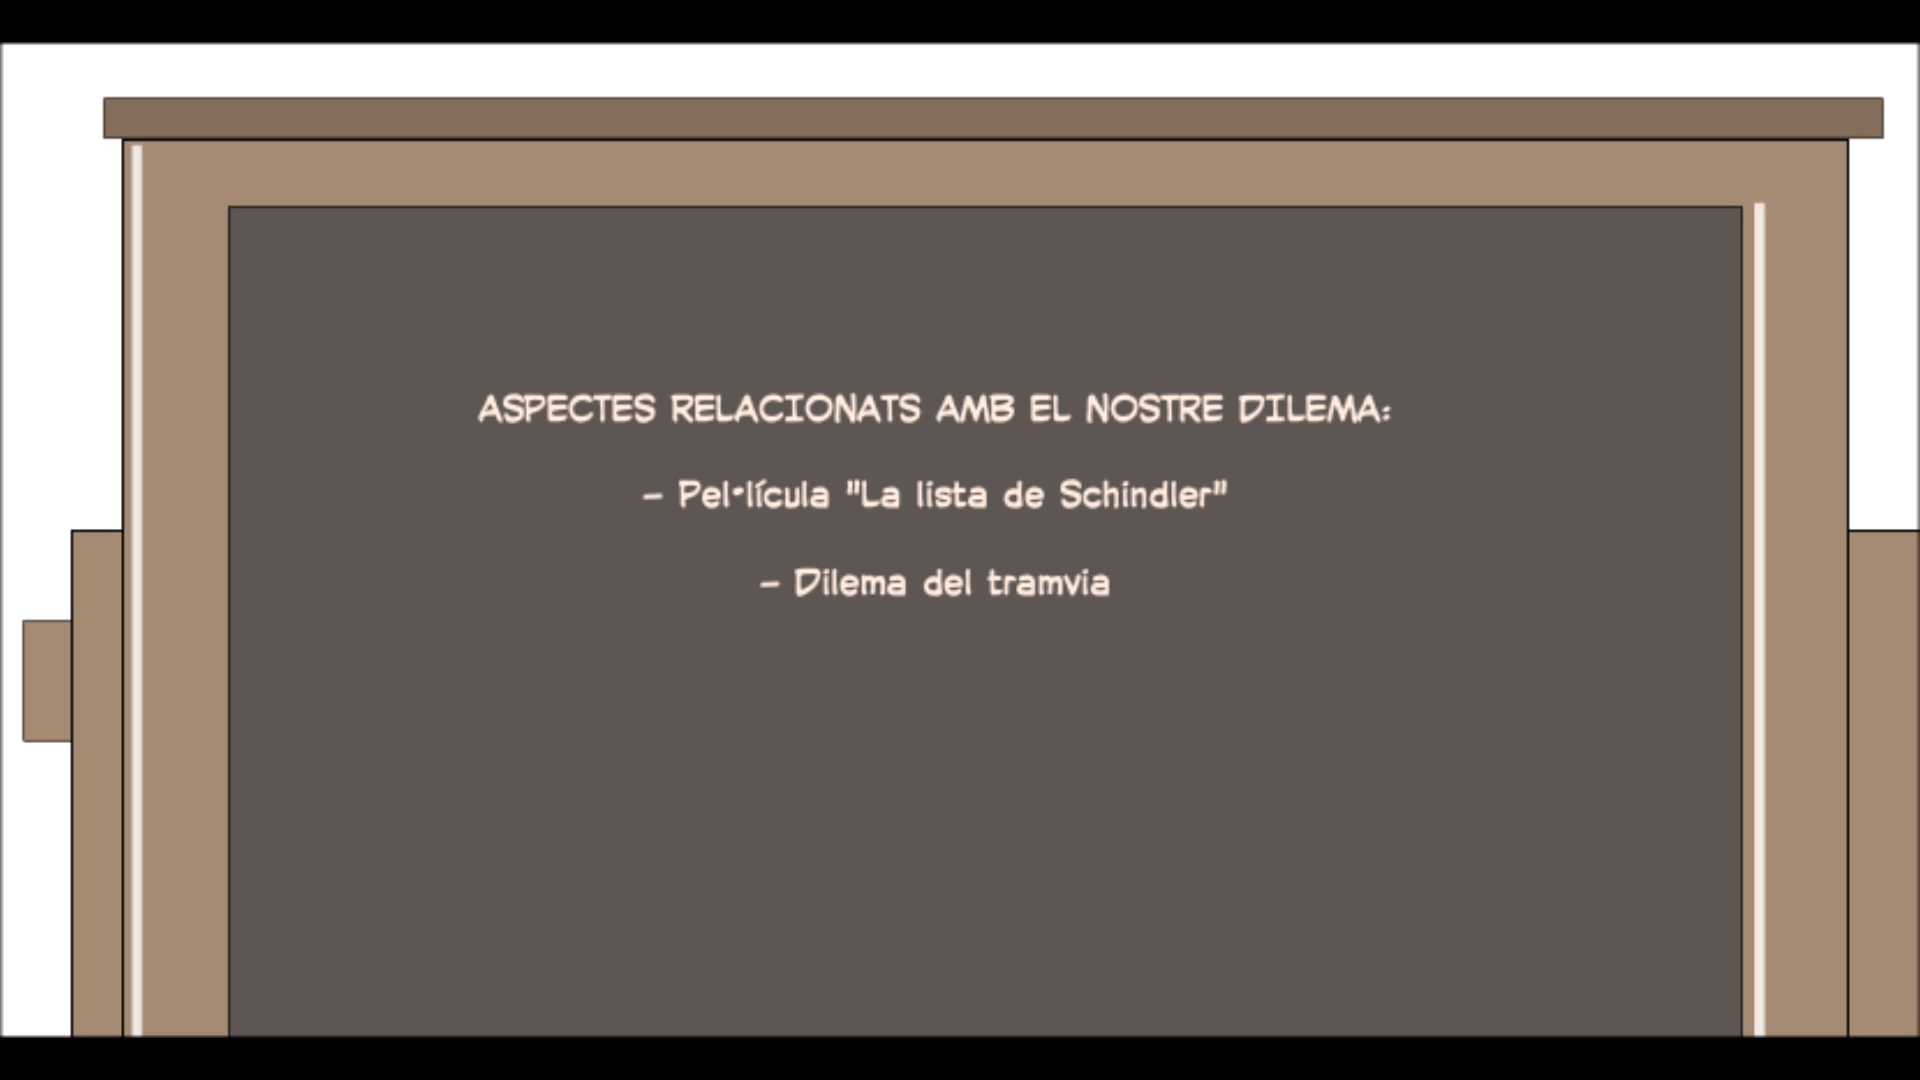 ASPECTES RELACIONATS AMB EL NOSTRE DILEMA:
- Pel·lícula "La lista de Schindler"
- Dilema del tramvia